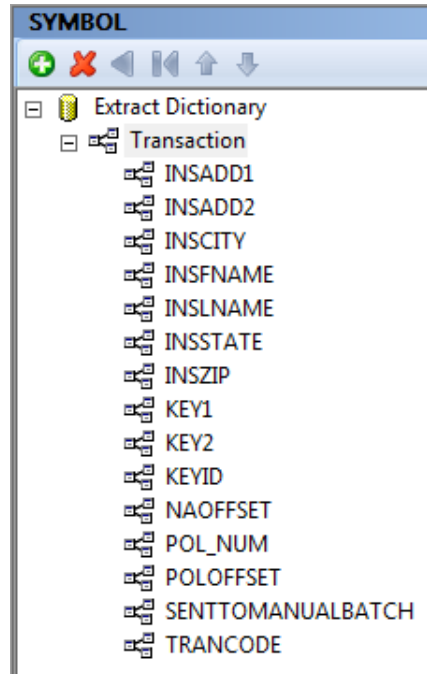 SYMBOL
Extract Dictionary
Transaction
INSADD1
INSADD2
INSCITY
INSFNAME
INSLNAME
INSSTATE
INSZIP
KEY1
KEY2
KEYID
NAOFFSET
POL_NUM
POLOFFSET
SENTTOMANUALBATCH
TRANCODE